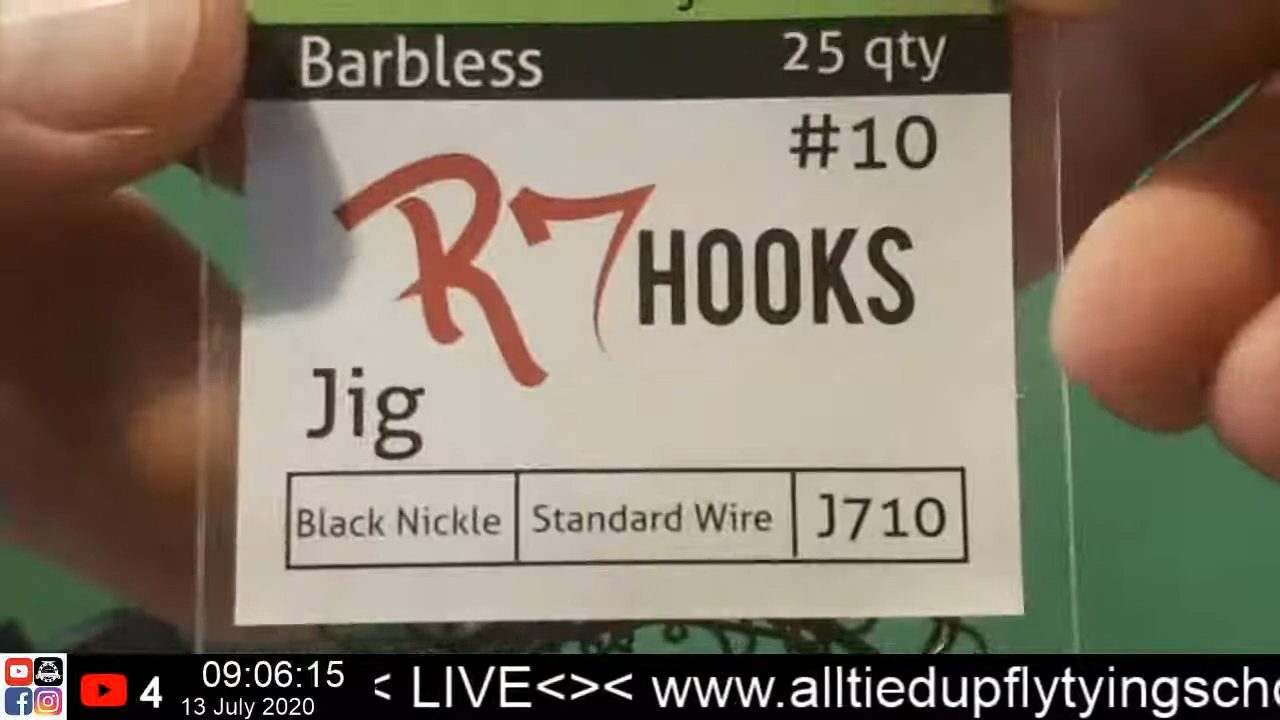 Barbless 25 qty
#10
R7 HOOKS
Jig
Black Nickle Standard Wire J710
4 09:06:15 < LIVE<>< www.alltiedupflytyingscho
13 July 2020